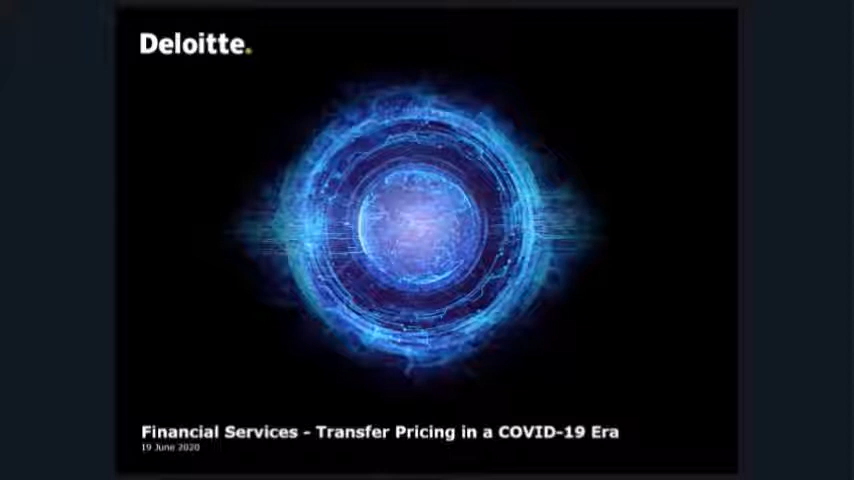 Deloitte.
Financial Services - Transfer Pricing in a COVID-19 Era
19 June 2020